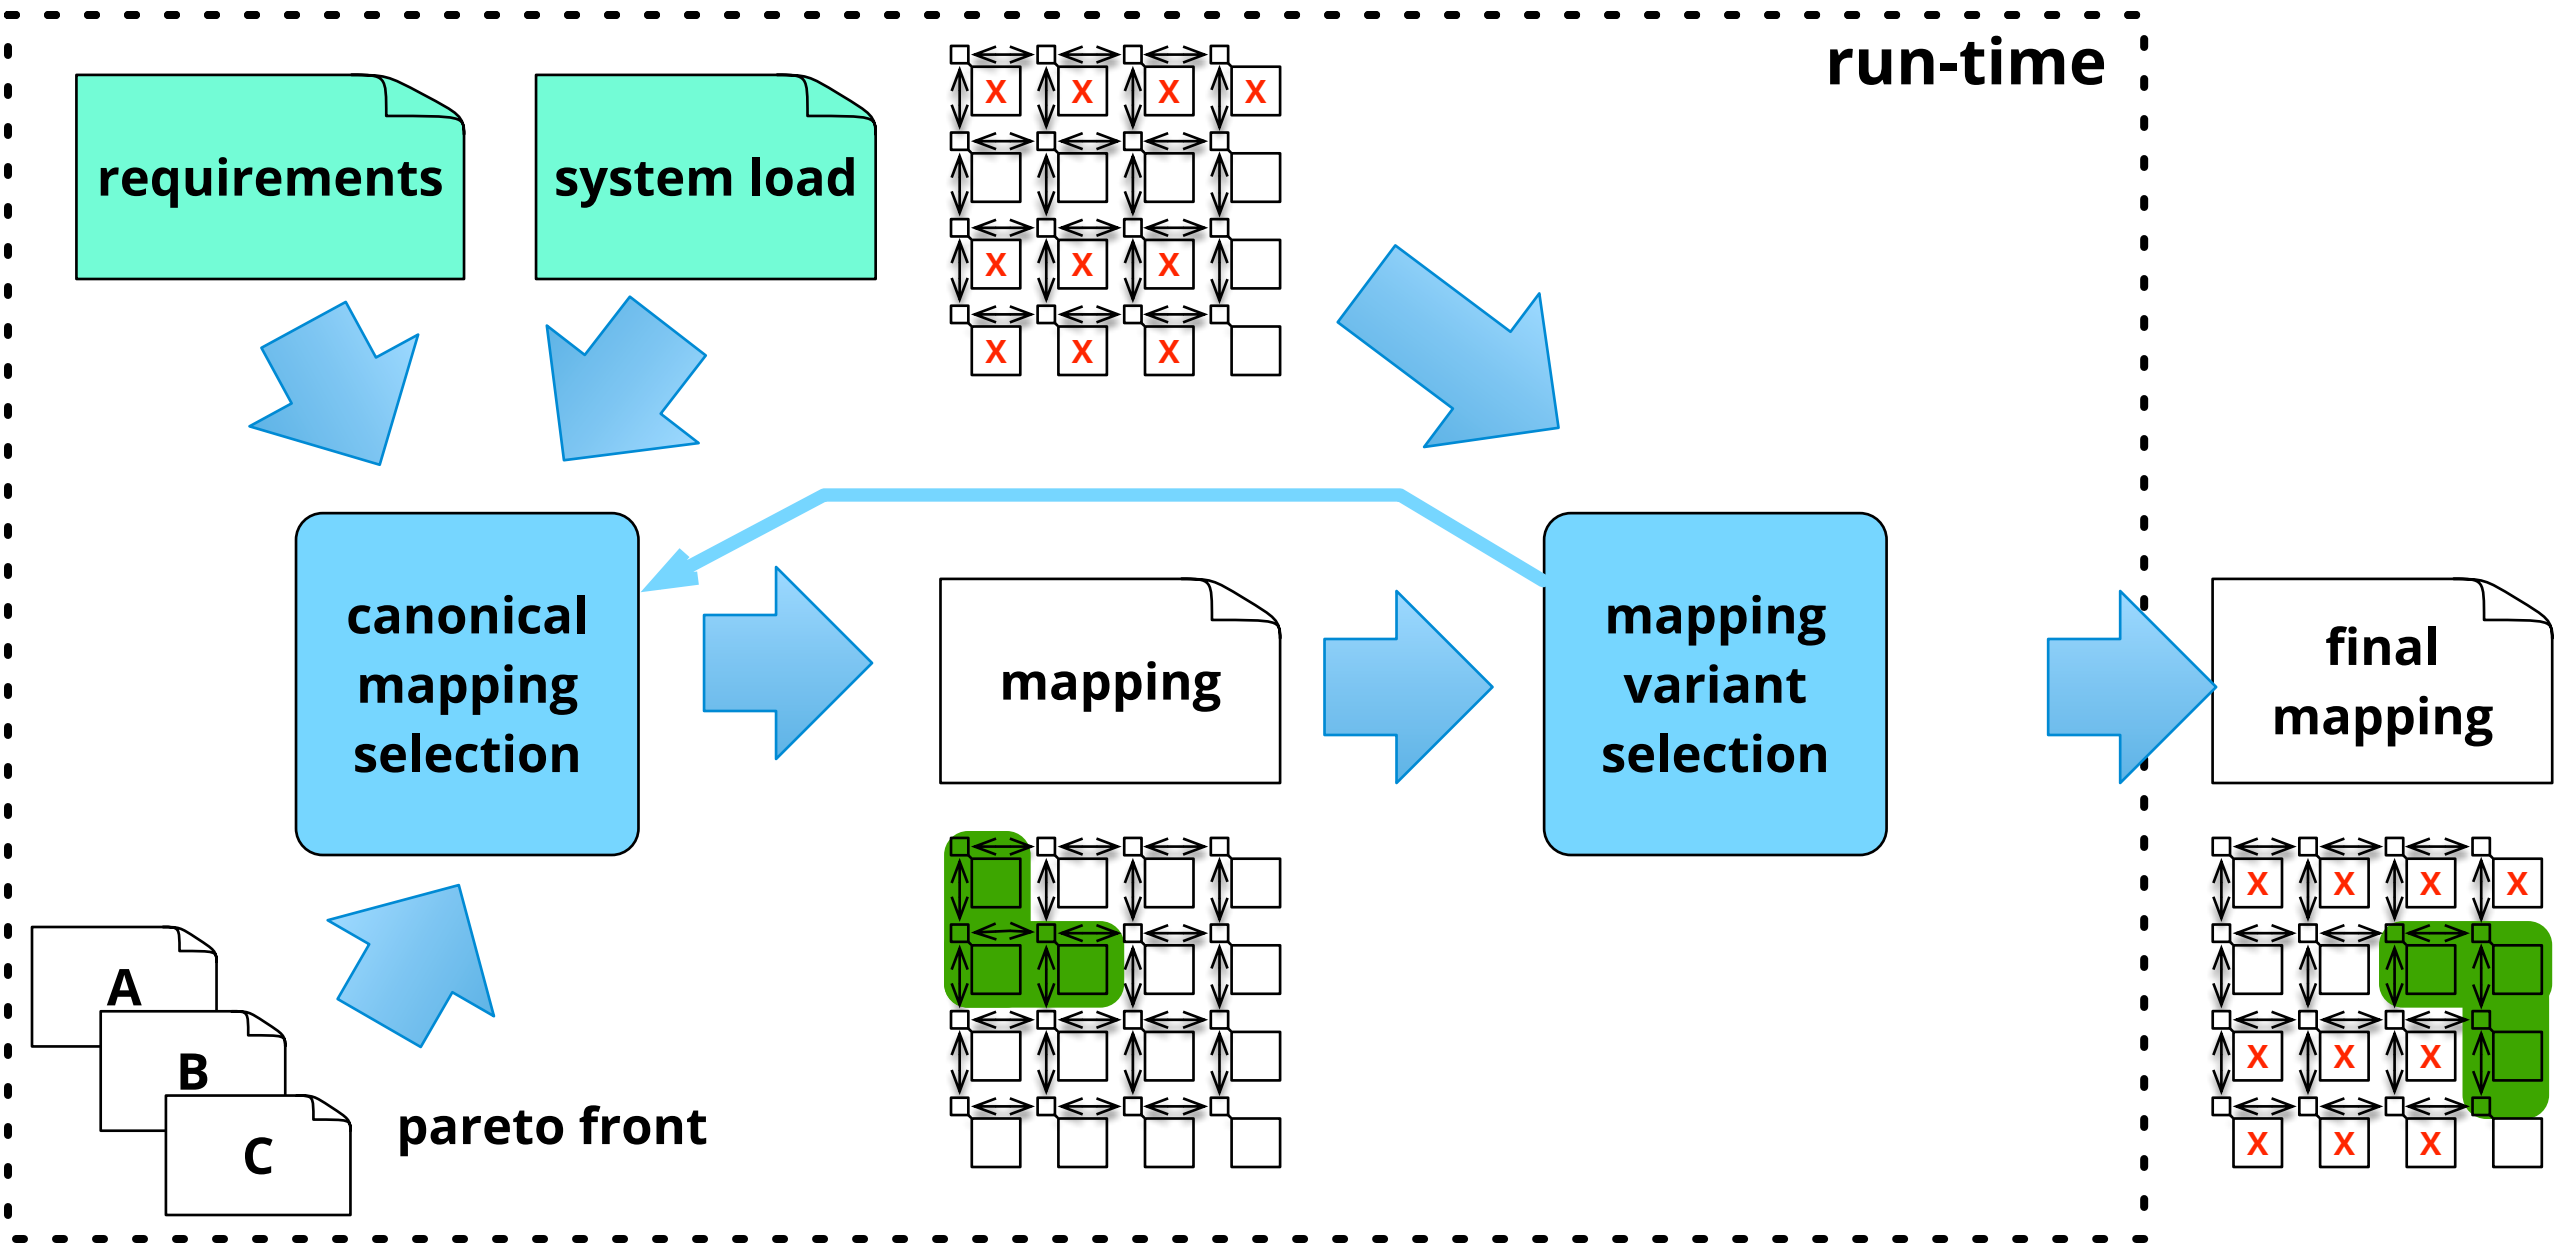 run-time
requirements
system load
X X X X
X X X
X X X
canonical
mapping
selection
mapping
mapping
variant
selection
final
mapping
A
B
C
pareto front
X X X X
X X X
X X X